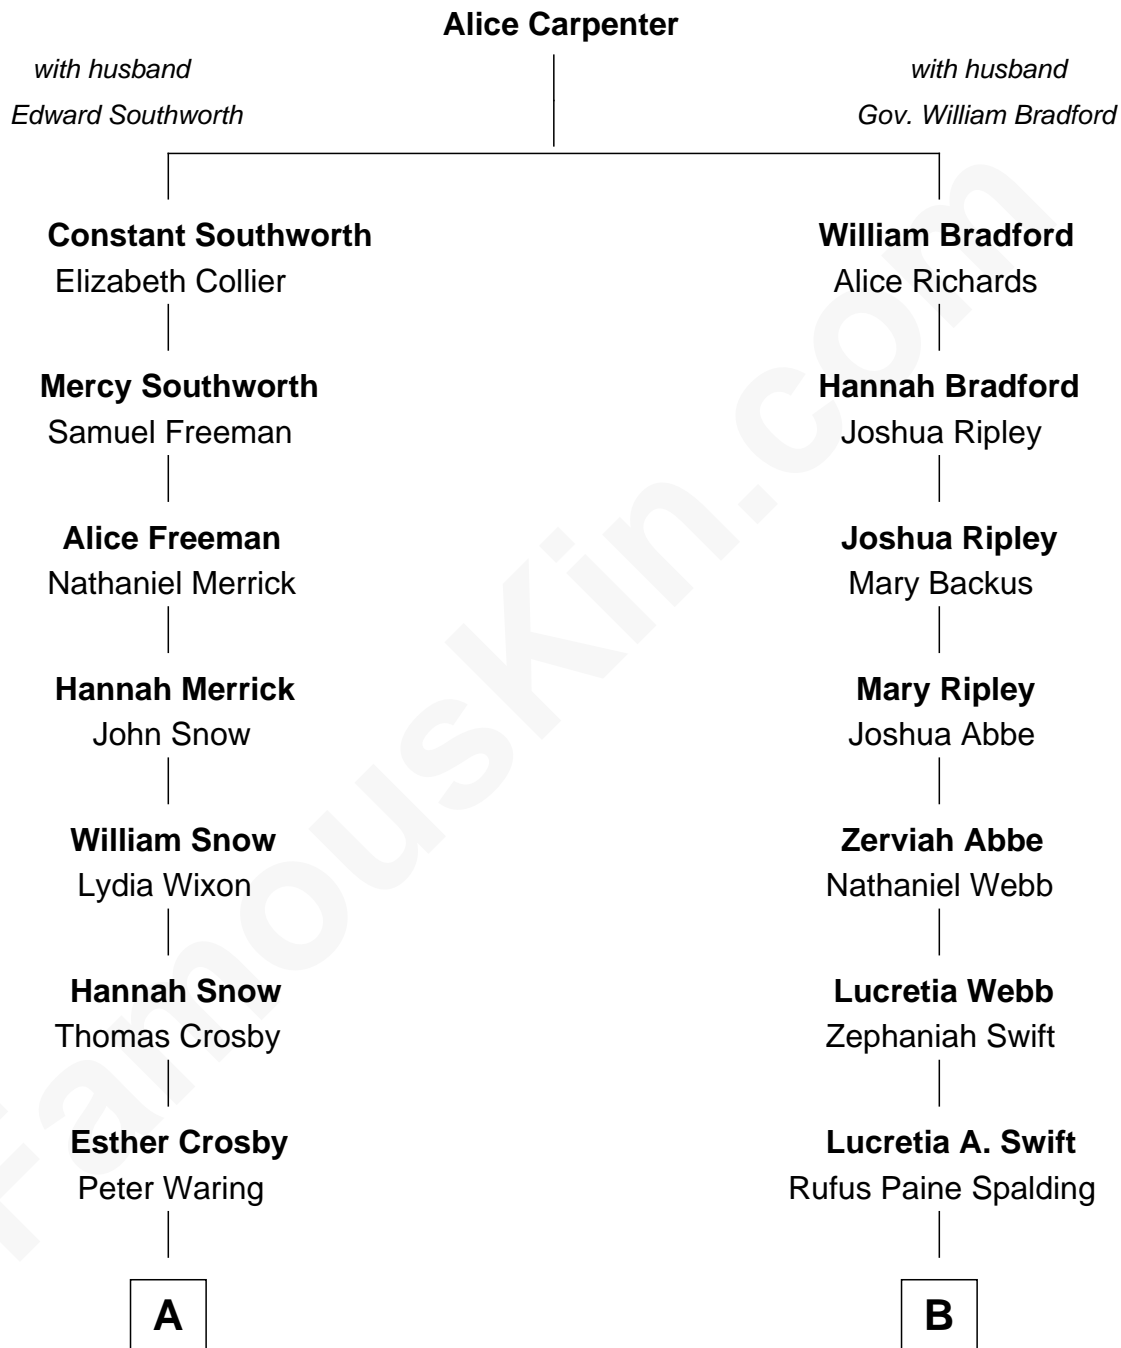 Alice Carpenter
with husband
Edward Southworth
with husband
Gov. William Bradford
Constant Southworth
Elizabeth Collier
William Bradford
Alice Richards
Mercy Southworth
Samuel Freeman
Hannah Bradford
Joshua Ripley
Alice Freeman
Nathaniel Merrick
Joshua Ripley
Mary Backus
Hannah Merrick
John Snow
Mary Ripley
Joshua Abbe
William Snow
Lydia Wixon
Zerviah Abbe
Nathaniel Webb
Hannah Snow
Thomas Crosby
Lucretia Webb
Zephaniah Swift
Esther Crosby
Peter Waring
Lucretia A. Swift
Rufus Paine Spalding
A
B
FamousKin.com